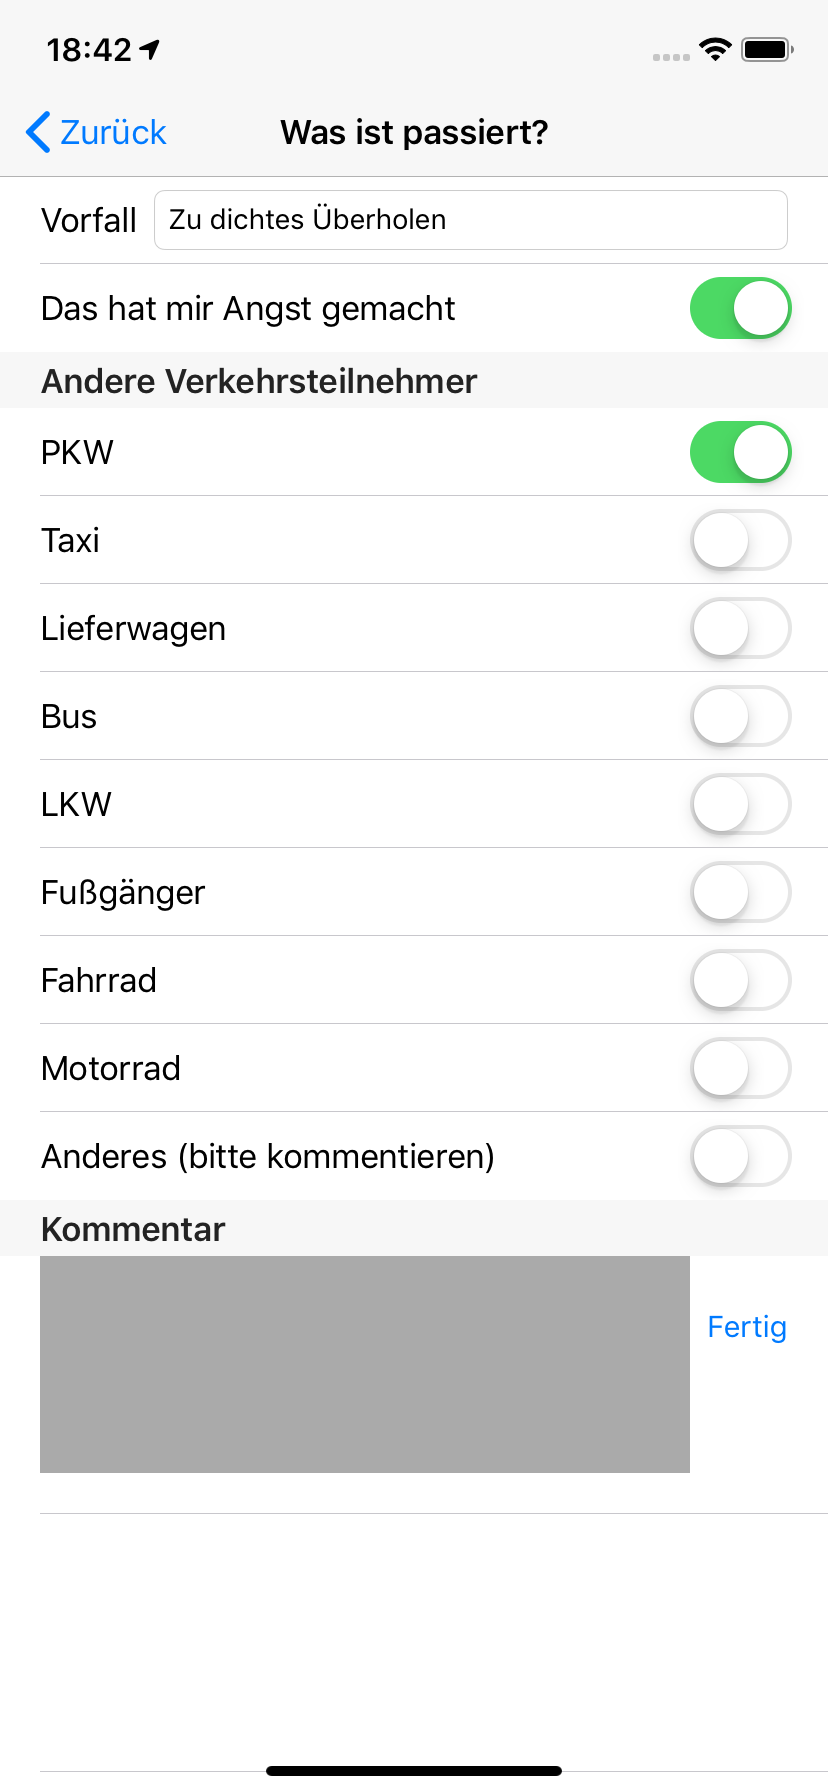 18:42
Zurück
Was ist passiert?
Vorfall Zu dichtes Überholen
Das hat mir Angst gemacht
Andere Verkehrsteilnehmer
PKW
Taxi
Lieferwagen
Bus
LKW
Fußgänger
Fahrrad
Motorrad
Anderes (bitte kommentieren)
Kommentar
Fertig